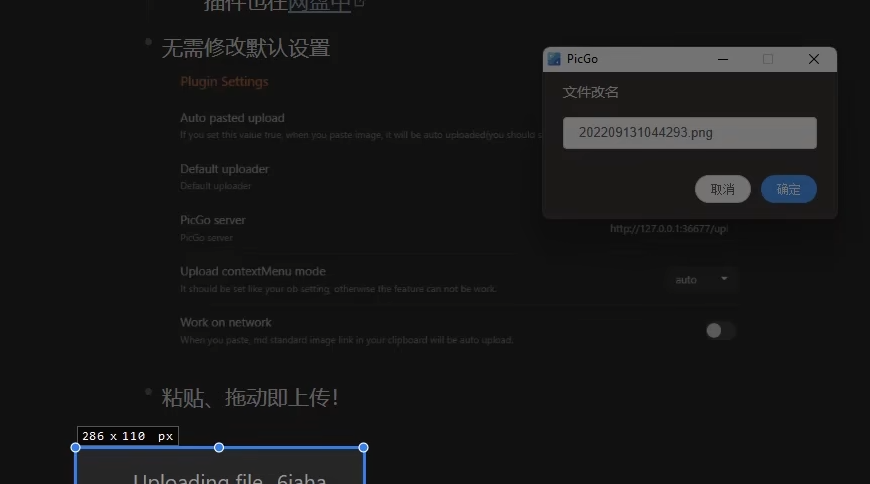 插件也在网盘中
无需修改默认设置
Plugin Settings
Auto pasted upload
If you set this value true, when you paste image, it will be auto uploaded(you should
Default uploader
Default uploader
PicGo server
PicGo server
http://127.0.0.1:36677/upl
Upload contextMenu mode
It should be set like your ob setting, otherwise the feature can not be work.
auto
Work on network
When you paste, md standard image link in your clipboard will be auto upload.
PicGo
文件改名
202209131044293.png
取消
确定
粘贴、拖动即上传！
286 x 110 px
Uploading file...6iaha